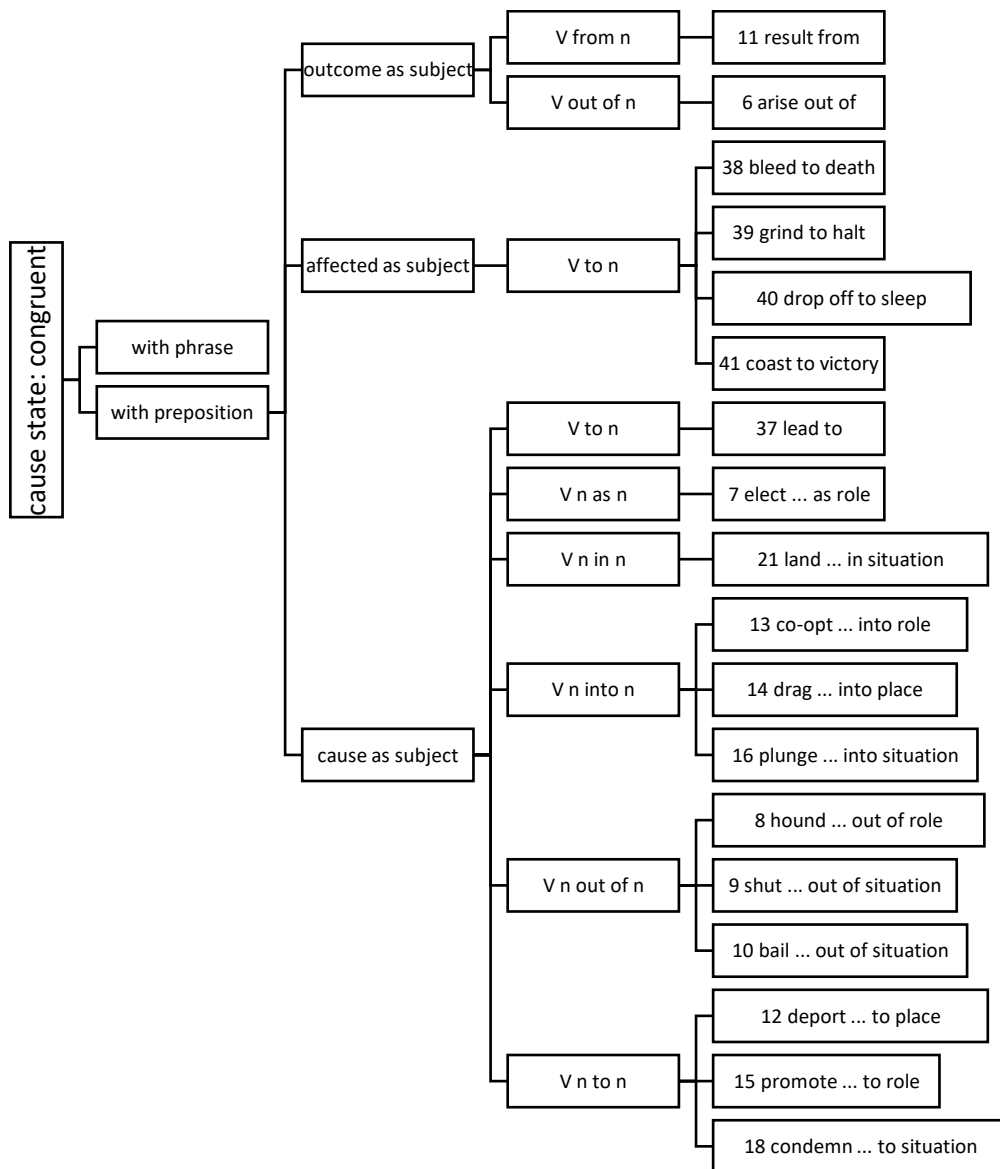 cause state: congruent
with phrase
with preposition
outcome as subject
V from n
11 result from
V out of n
6 arise out of
affected as subject
V to n
38 bleed to death
39 grind to halt
40 drop off to sleep
41 coast to victory
cause as subject
V to n
37 lead to
V n as n
7 elect ... as role
V n in n
21 land ... in situation
V n into n
13 co-opt ... into role
14 drag ... into place
16 plunge ... into situation
V n out of n
8 hound ... out of role
9 shut ... out of situation
10 bail ... out of situation
V n to n
12 deport ... to place
15 promote ... to role
18 condemn ... to situation